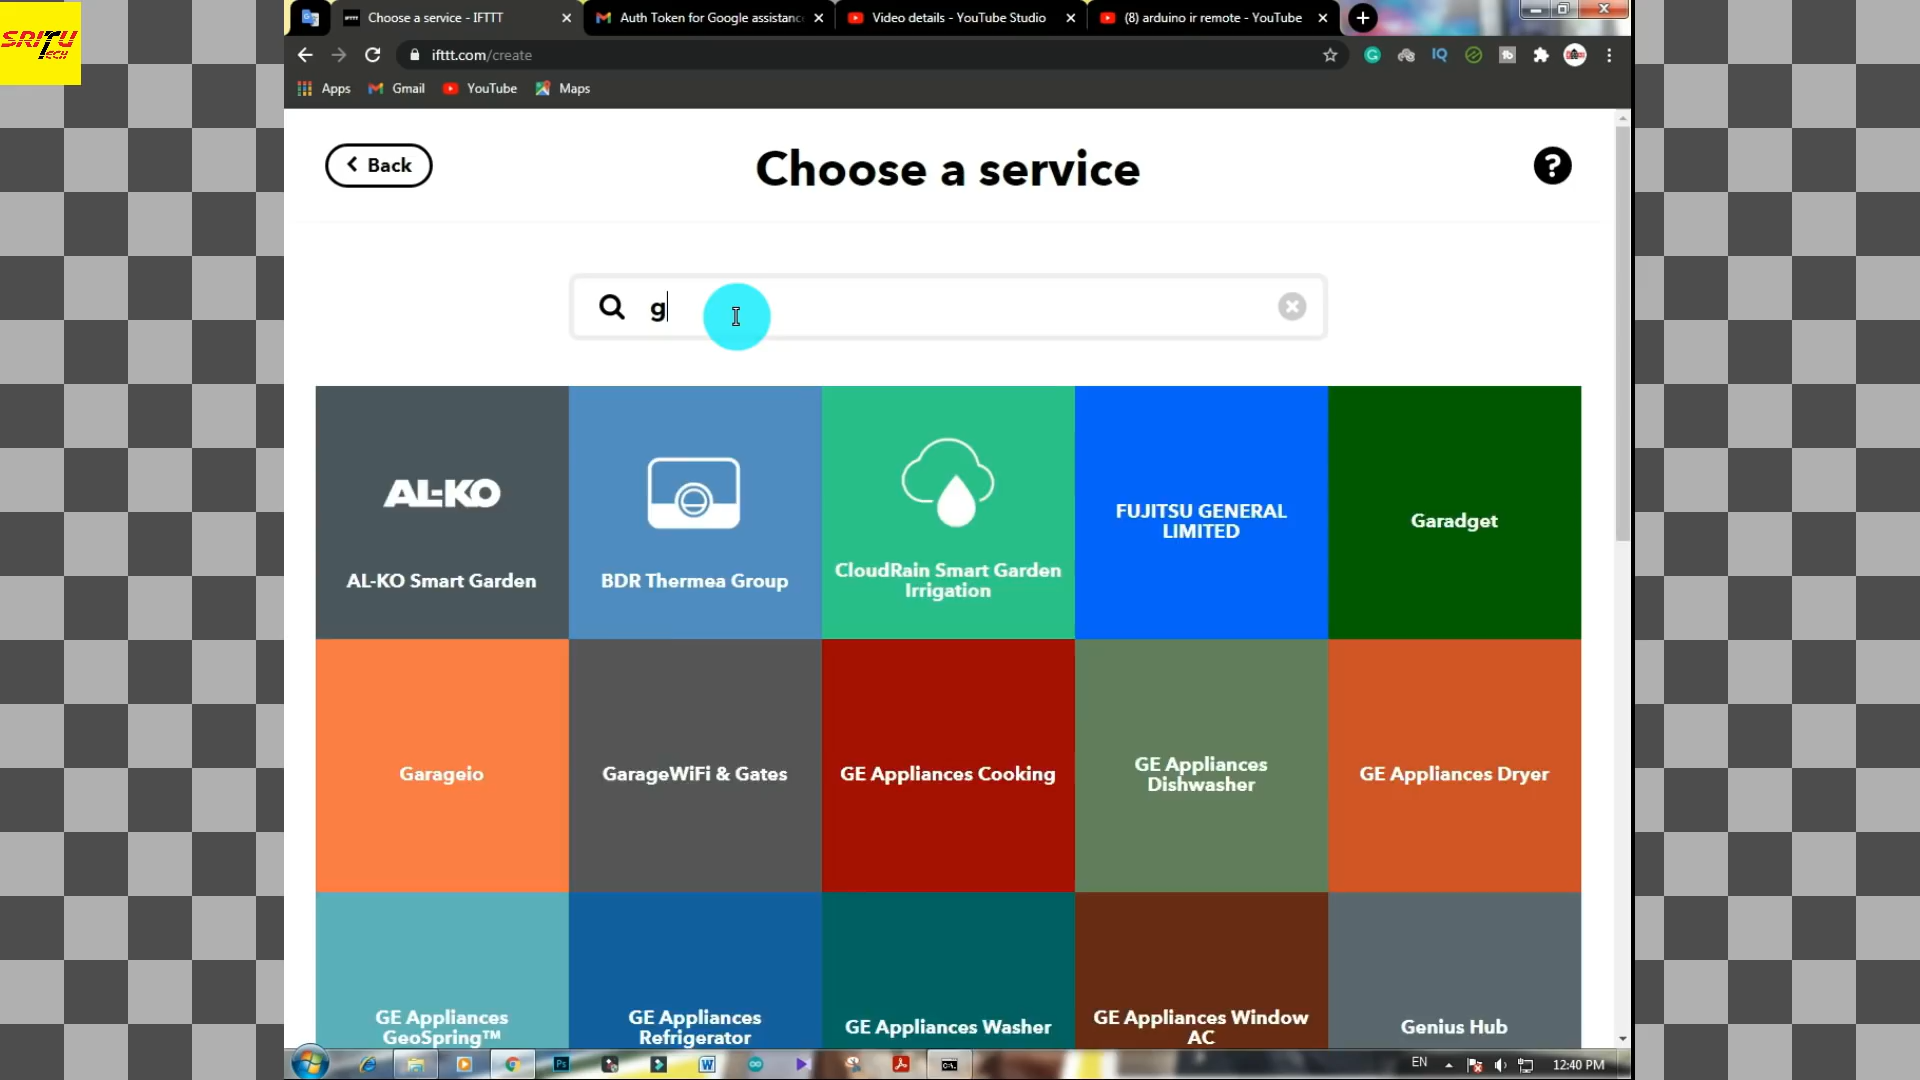 SRITU
TECH
Choose a service - IFTTT
Auth Token for Google assistanc
Video details - YouTube Studio
(8) arduino ir remote - YouTube
ifttt.com/create
Apps
Gmail
YouTube
Maps
Back
Choose a service
?
g
AL-KO
AL-KO Smart Garden
BDR Thermea Group
CloudRain Smart Garden
Irrigation
FUJITSU GENERAL
LIMITED
Garadget
Garageio
GarageWiFi & Gates
GE Appliances Cooking
GE Appliances
Dishwasher
GE Appliances Dryer
GE Appliances
GeoSpring™
GE Appliances
Refrigerator
GE Appliances Washer
GE Appliances Window
AC
Genius Hub
EN
12:40 PM